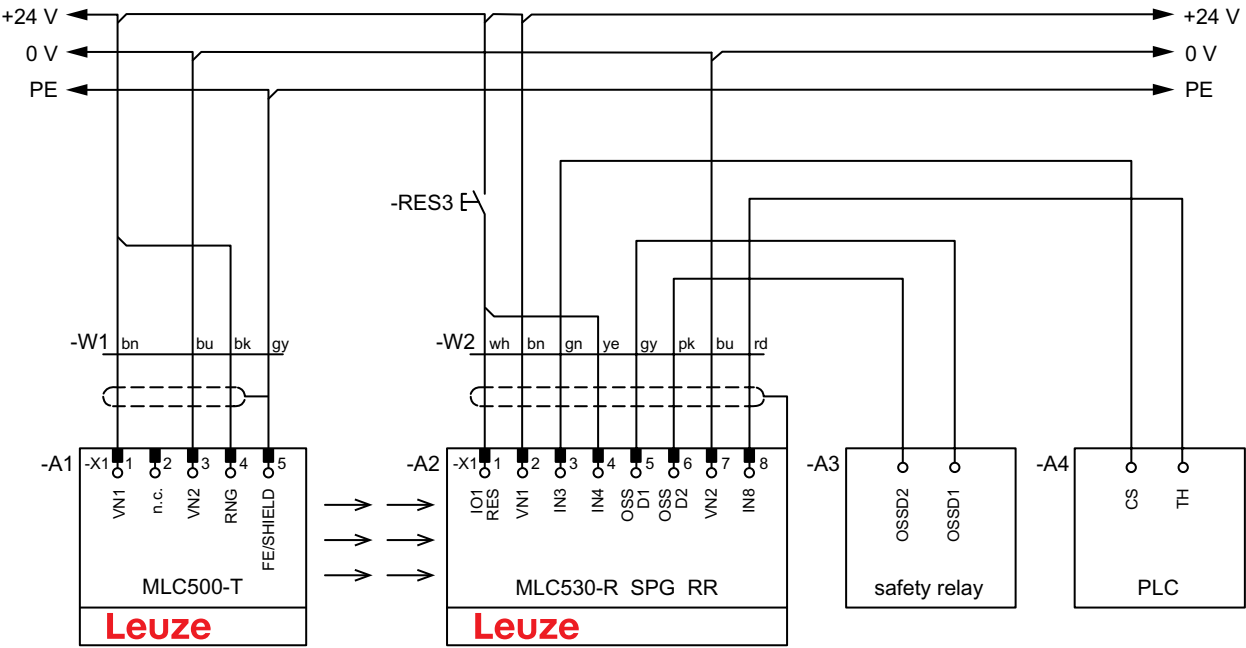 +24 V +24 V
0 V 0 V
PE PE
-RES3
-W1 bn bu bk gy
-W2 wh bn gn ye gy pk bu rd
-A1 -X1 1 2 3 4 5
VN1
n.c.
VN2
RNG
FE/SHIELD
MLC500-T
Leuze
-A2 -X1 1 2 3 4 5 6 7 8
IO1
RES
VN1
IN3
IN4
OSS
D1
OSS
D2
VN2
IN8
MLC530-R SPG RR
Leuze
-A3
OSSD2
OSSD1
safety relay
-A4
CS
TH
PLC